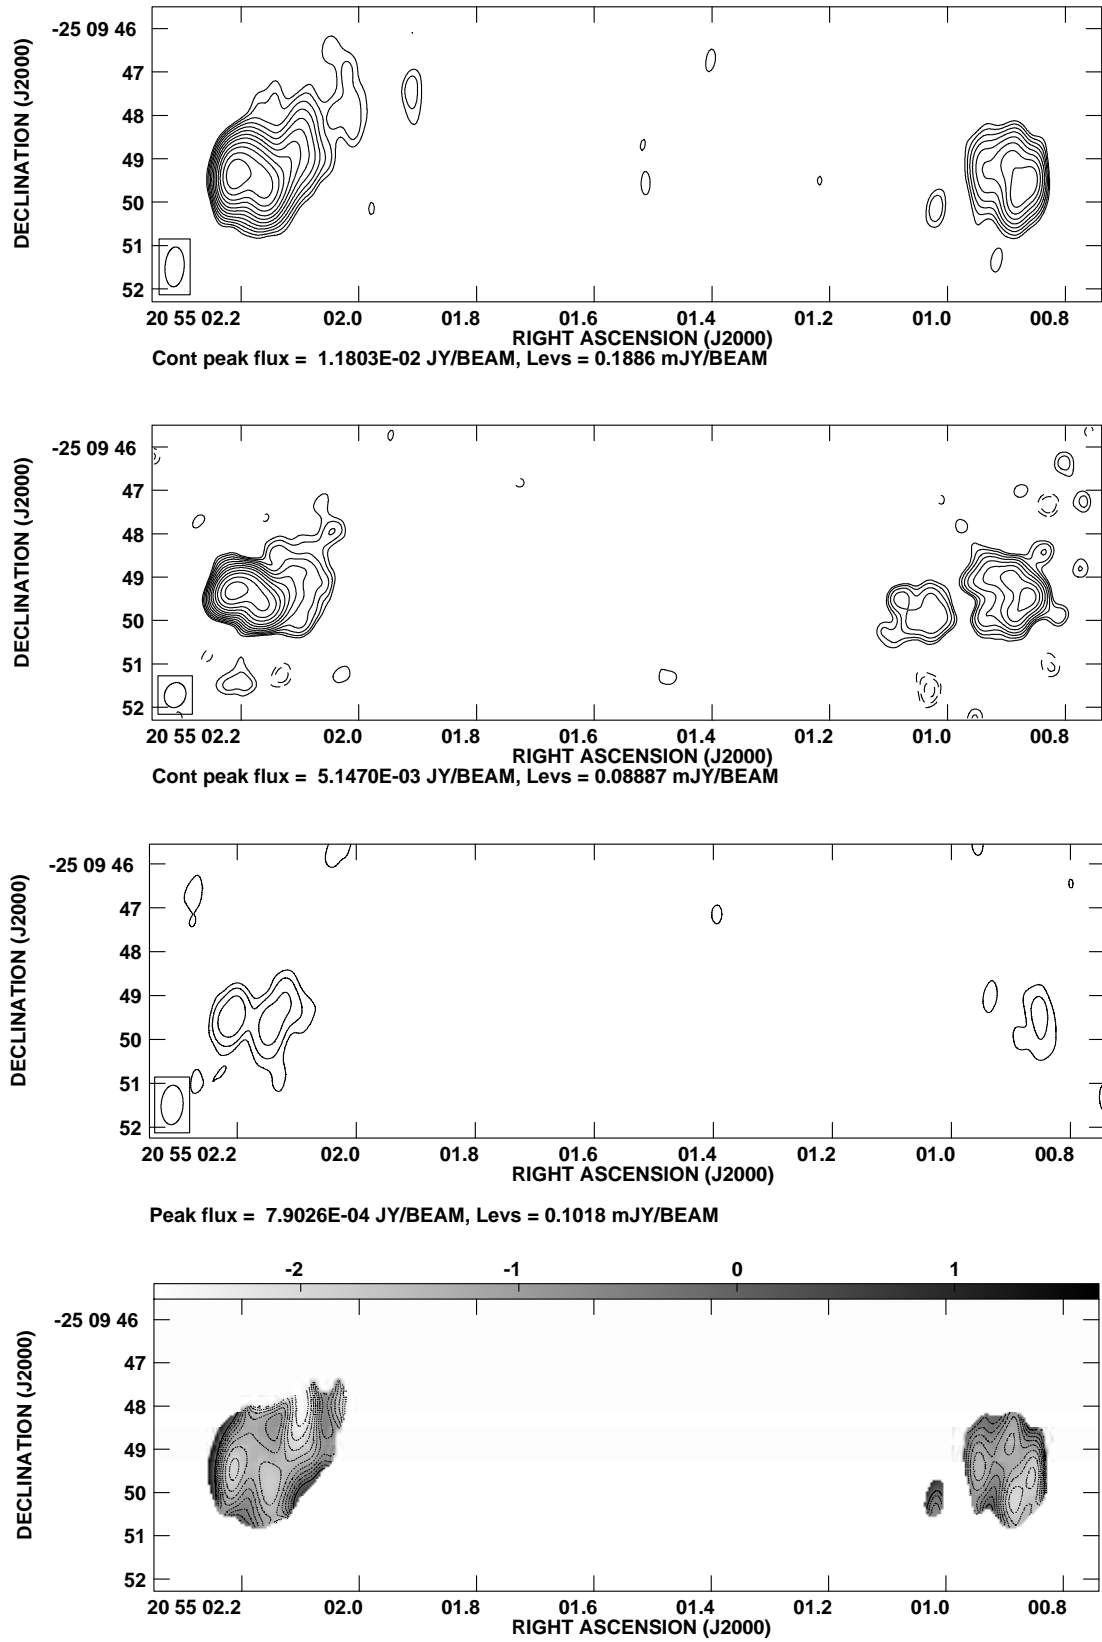 -25 09 46
47
48
49
50
51
52
DECLINATION (J2000)
20 55 02.2 02.0 01.8 01.6 01.4 01.2 01.0 00.8
RIGHT ASCENSION (J2000)
Cont peak flux = 1.1803E-02 JY/BEAM, Levs = 0.1886 mJY/BEAM
-25 09 46
47
48
49
50
51
52
DECLINATION (J2000)
20 55 02.2 02.0 01.8 01.6 01.4 01.2 01.0 00.8
RIGHT ASCENSION (J2000)
Cont peak flux = 5.1470E-03 JY/BEAM, Levs = 0.08887 mJY/BEAM
-25 09 46
47
48
49
50
51
52
DECLINATION (J2000)
20 55 02.2 02.0 01.8 01.6 01.4 01.2 01.0 00.8
RIGHT ASCENSION (J2000)
Peak flux = 7.9026E-04 JY/BEAM, Levs = 0.1018 mJY/BEAM
-2 -1 0 1
-25 09 46
47
48
49
50
51
52
DECLINATION (J2000)
20 55 02.2 02.0 01.8 01.6 01.4 01.2 01.0 00.8
RIGHT ASCENSION (J2000)